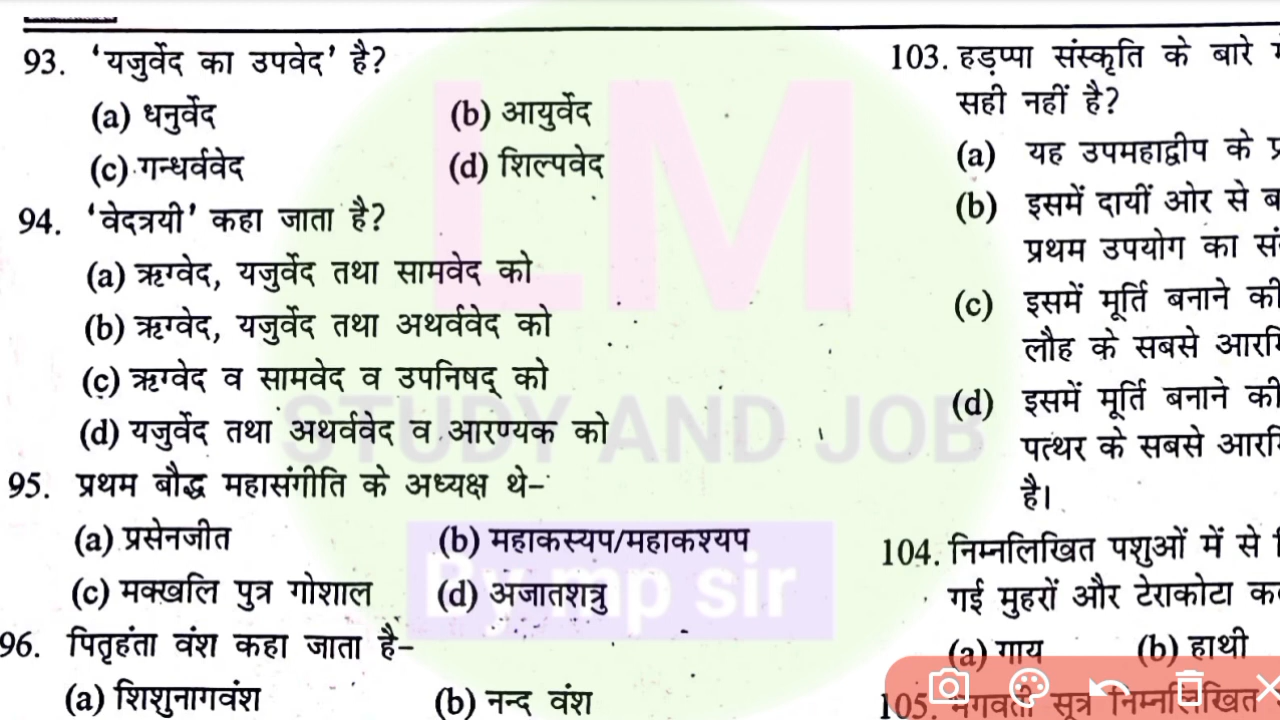 93. ‘यजुर्वेद का उपवेद’ है?
(a) धनुर्वेद (b) आयुर्वेद
(c) गन्धर्ववेद (d) शिल्पवेद
94. ‘वेदत्रयी’ कहा जाता है?
(a) ऋग्वेद, यजुर्वेद तथा सामवेद को
(b) ऋग्वेद, यजुर्वेद तथा अथर्ववेद को
(c) ऋग्वेद व सामवेद व उपनिषद् को
(d) यजुर्वेद तथा अथर्ववेद व आरण्यक को
95. प्रथम बौद्ध महासंगीति के अध्यक्ष थे–
(a) प्रसेनजीत (b) महाकस्यप/महाकश्यप
(c) मक्खलि पुत्र गोशाल (d) अजातशत्रु
96. पितृहंता वंश कहा जाता है–
(a) शिशुनागवंश (b) नन्द वंश
103. हड़प्पा संस्कृति के बारे
सही नहीं है?
(a) यह उपमहाद्वीप के
(b) इसमें दायीं ओर से
प्रथम उपयोग का
(c) इसमें मूर्ति बनाने की
लौह के सबसे
(d) इसमें मूर्ति बनाने की
पत्थर के सबसे
है।
104. निम्नलिखित पशुओं में से
गई मुहरों और टेराकोटा
(a) गाय (b) हाथी
105. भगवती सूत्र निम्नलिखित
LM
STUDY AND JOB
By mp sir